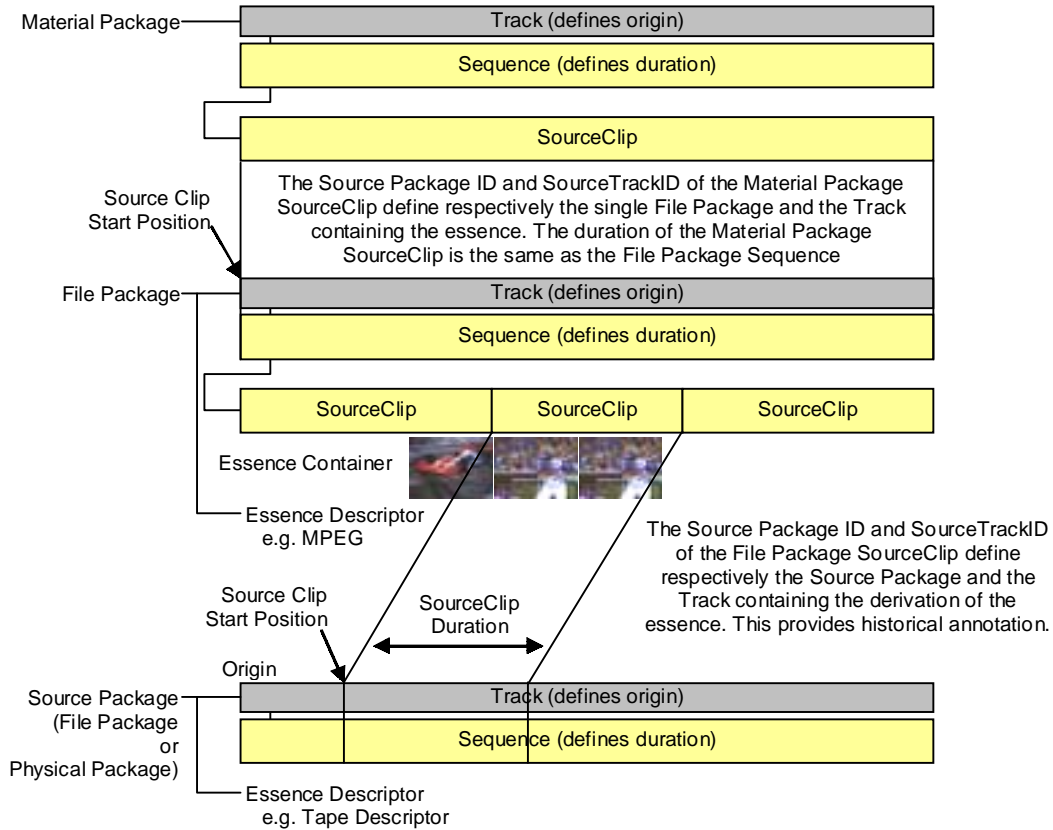 Material Package
Track (defines origin)
Sequence (defines duration)
SourceClip
Source Clip
Start Position
The Source Package ID and SourceTrackID of the Material Package
SourceClip define respectively the single File Package and the Track
containing the essence. The duration of the Material Package
SourceClip is the same as the File Package Sequence
File Package
Track (defines origin)
Sequence (defines duration)
SourceClip
SourceClip
SourceClip
Essence Container
Essence Descriptor
e.g. MPEG
The Source Package ID and SourceTrackID
of the File Package SourceClip define
respectively the Source Package and the
Track containing the derivation of the
essence. This provides historical annotation.
Source Clip
Start Position
SourceClip
Duration
Origin
Source Package
(File Package
or
Physical Package)
Track (defines origin)
Sequence (defines duration)
Essence Descriptor
e.g. Tape Descriptor